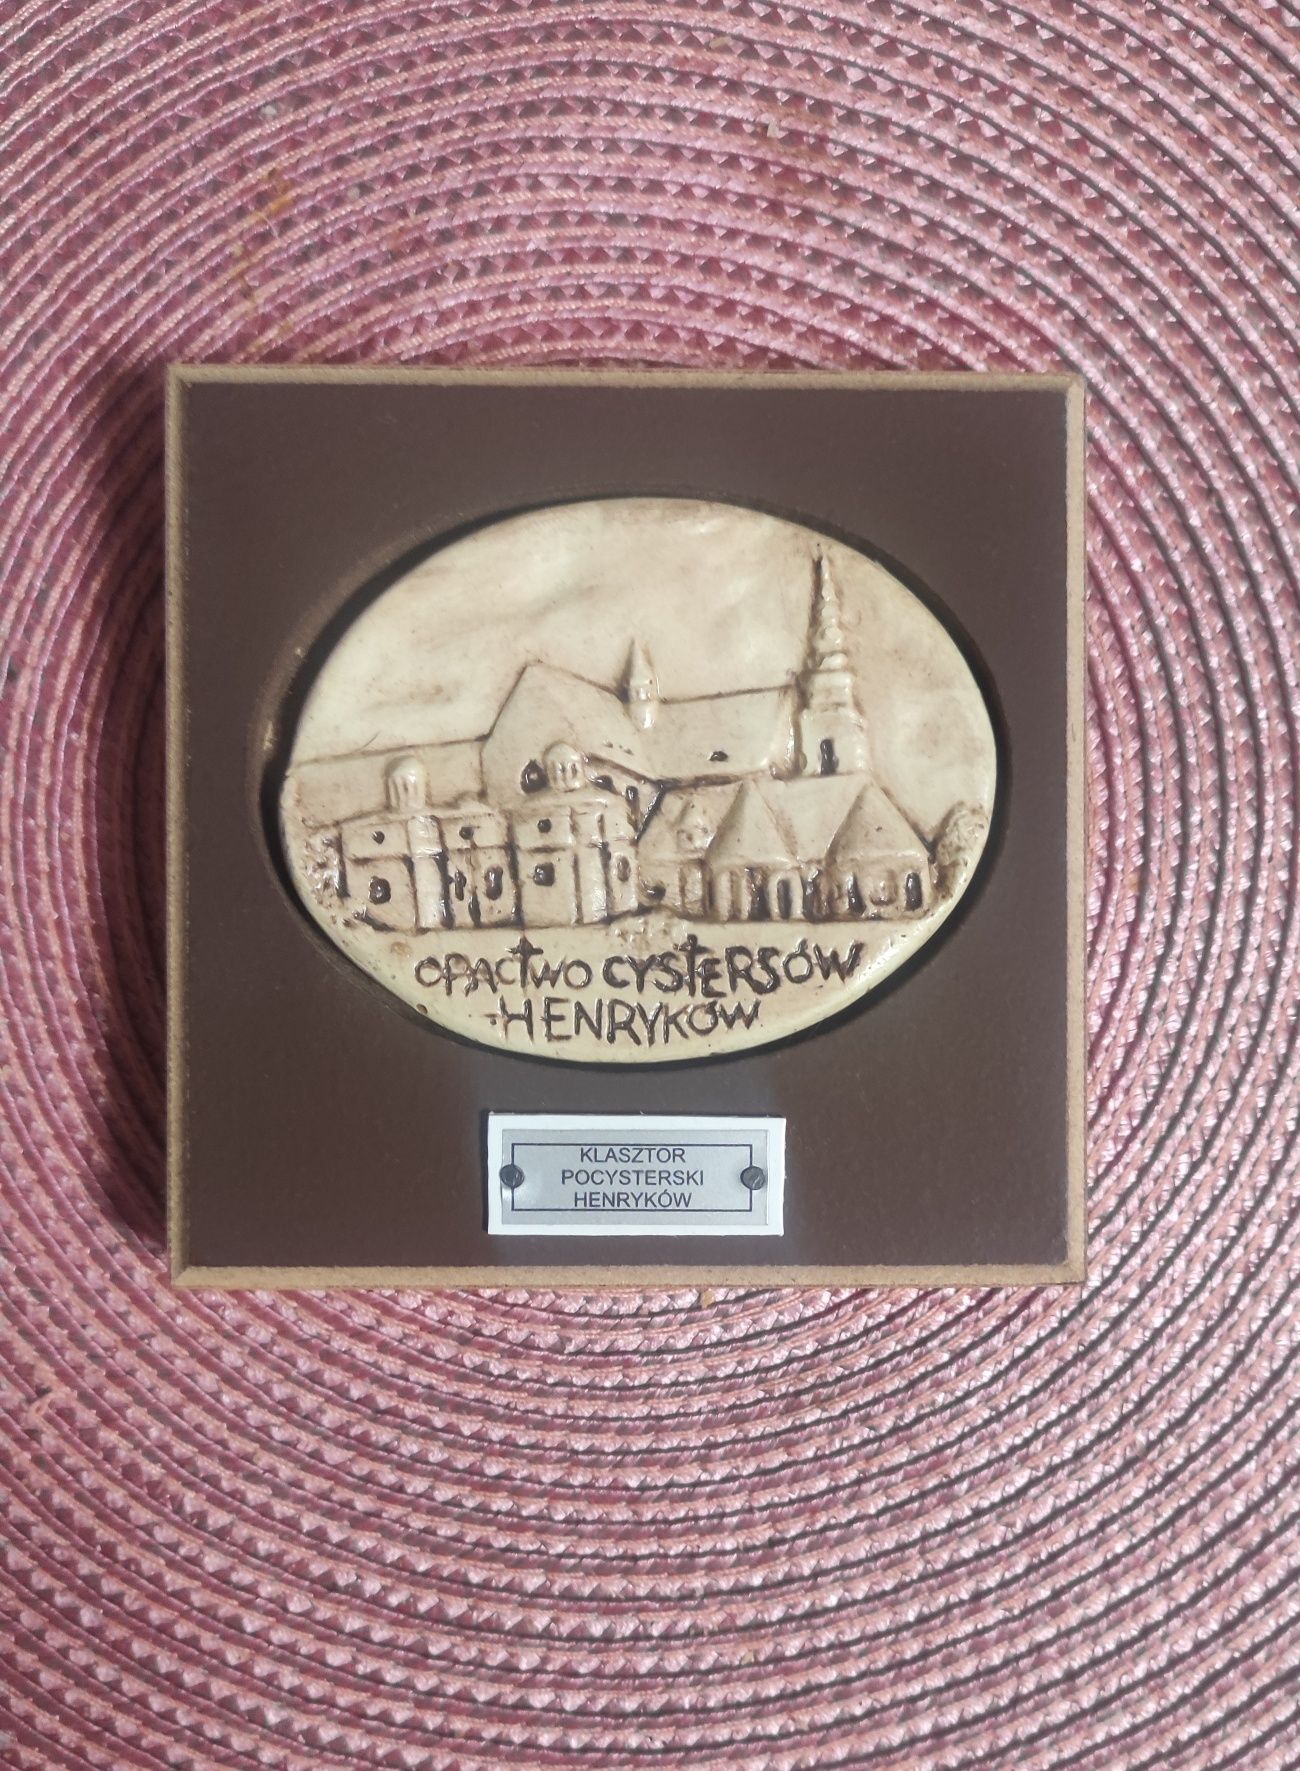 OPACTWO CYSTERSÓW
HENRYKÓW
KLASZTOR
POCYSTERSKI
HENRYKÓW